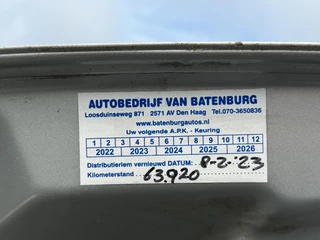 AUTOBEDRIJF VAN BATENBURG
Loosduinseweg 871 2571 AV Den Haag Tel.070-3650836
www.batenburgautos.nl
Uw volgende A.P.K. - Keuring
1 2 3 4 5 6 7 8 9 10 11 12
2022 2023 2024 2025 2026
Distributieriem vernieuwd DATUM: 8-2-'23
Kilometerstand 63.920